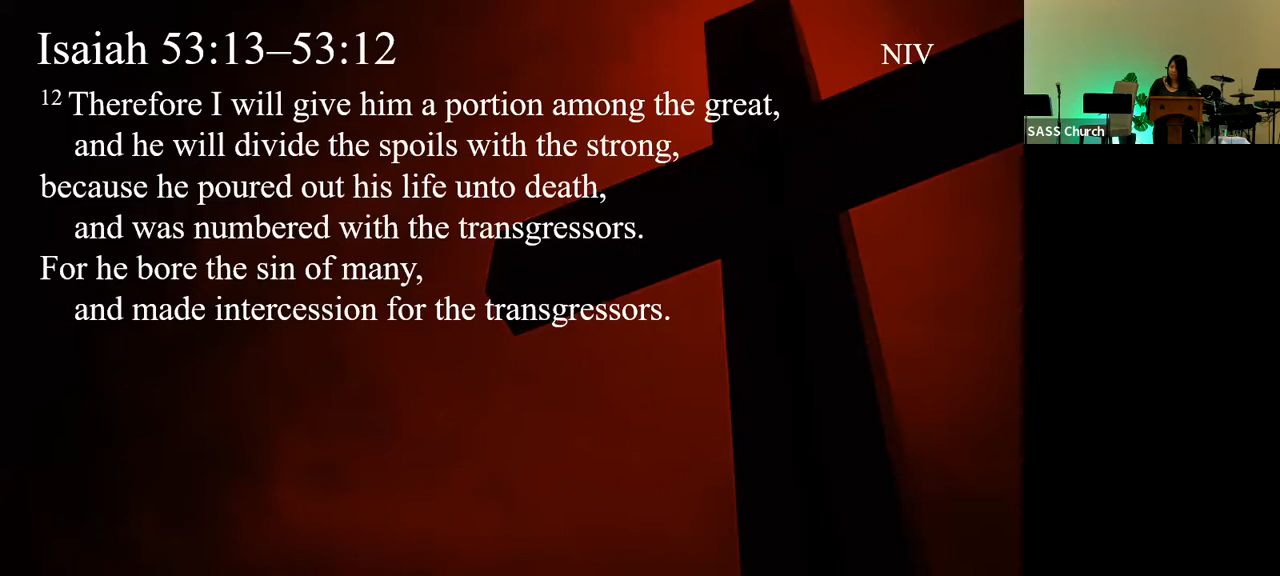 Isaiah 53:13–53:12
NIV
12 Therefore I will give him a portion among the great,
and he will divide the spoils with the strong,
because he poured out his life unto death,
and was numbered with the transgressors.
For he bore the sin of many,
and made intercession for the transgressors.
SASS Church